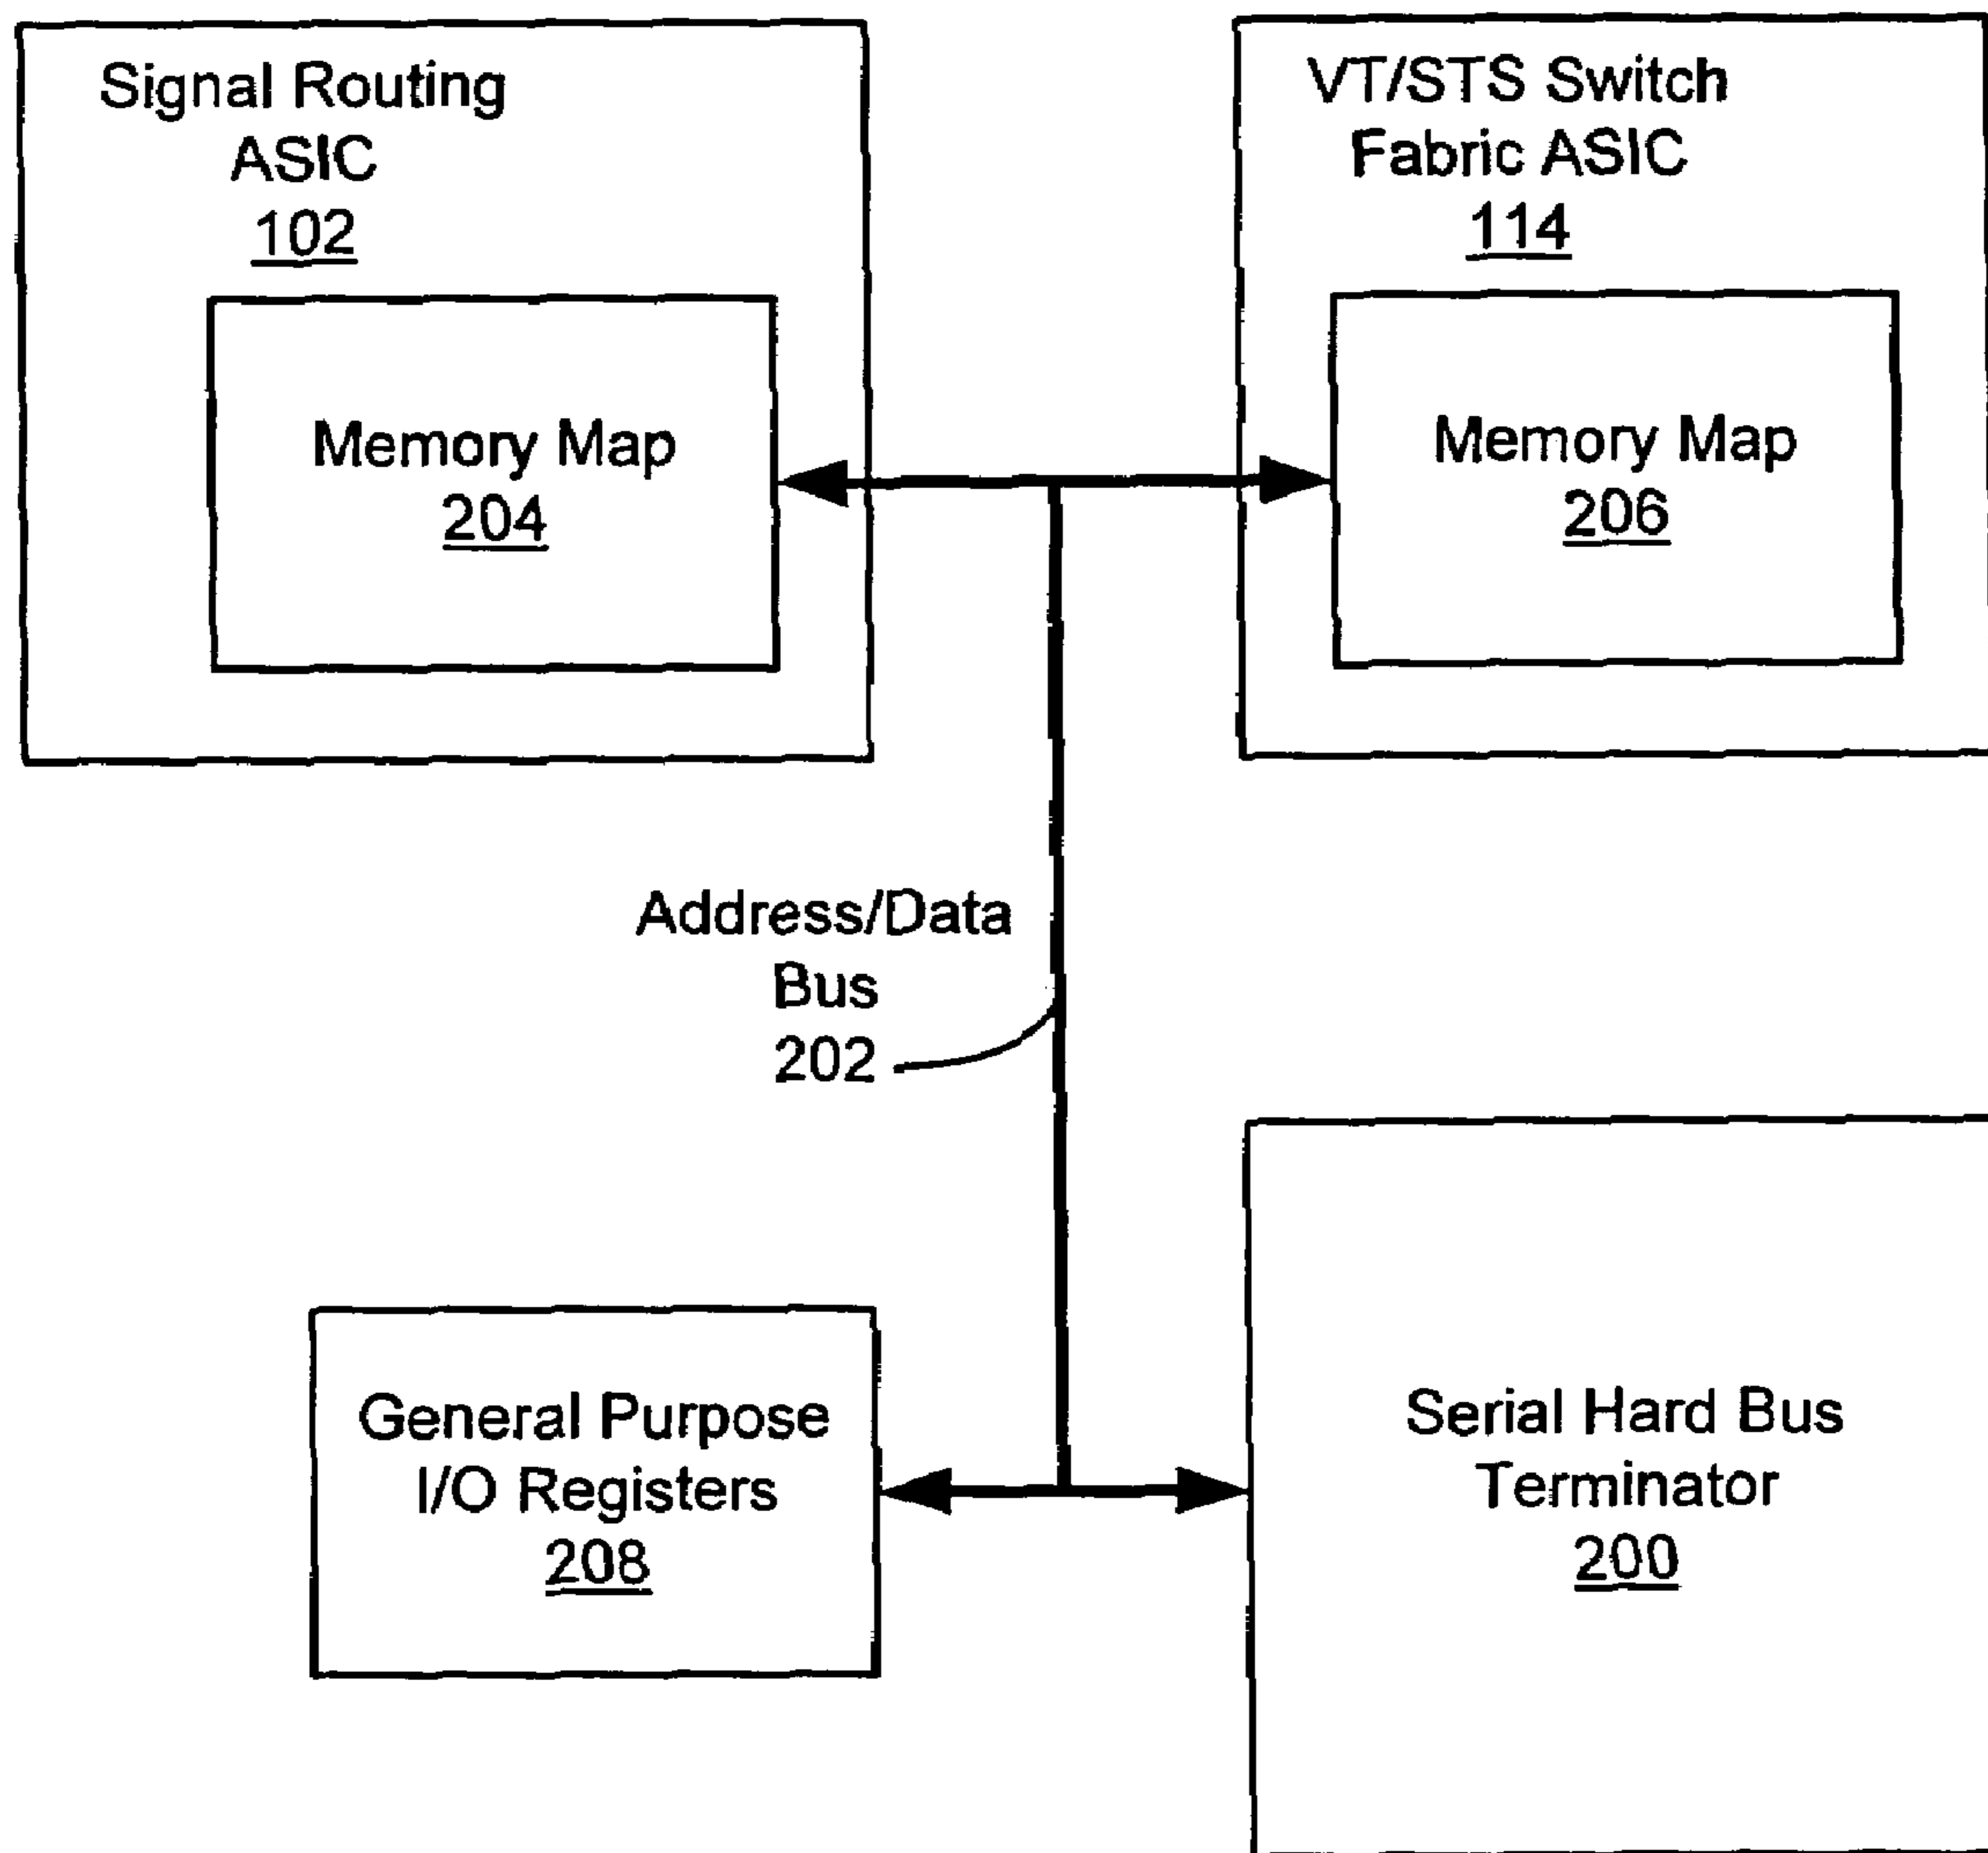 Signal Routing
ASIC
102
VT/STS Switch
Fabric ASIC
114
Memory Map
204
Memory Map
206
Address/Data
Bus
202
General Purpose
I/O Registers
208
Serial Hard Bus
Terminator
200